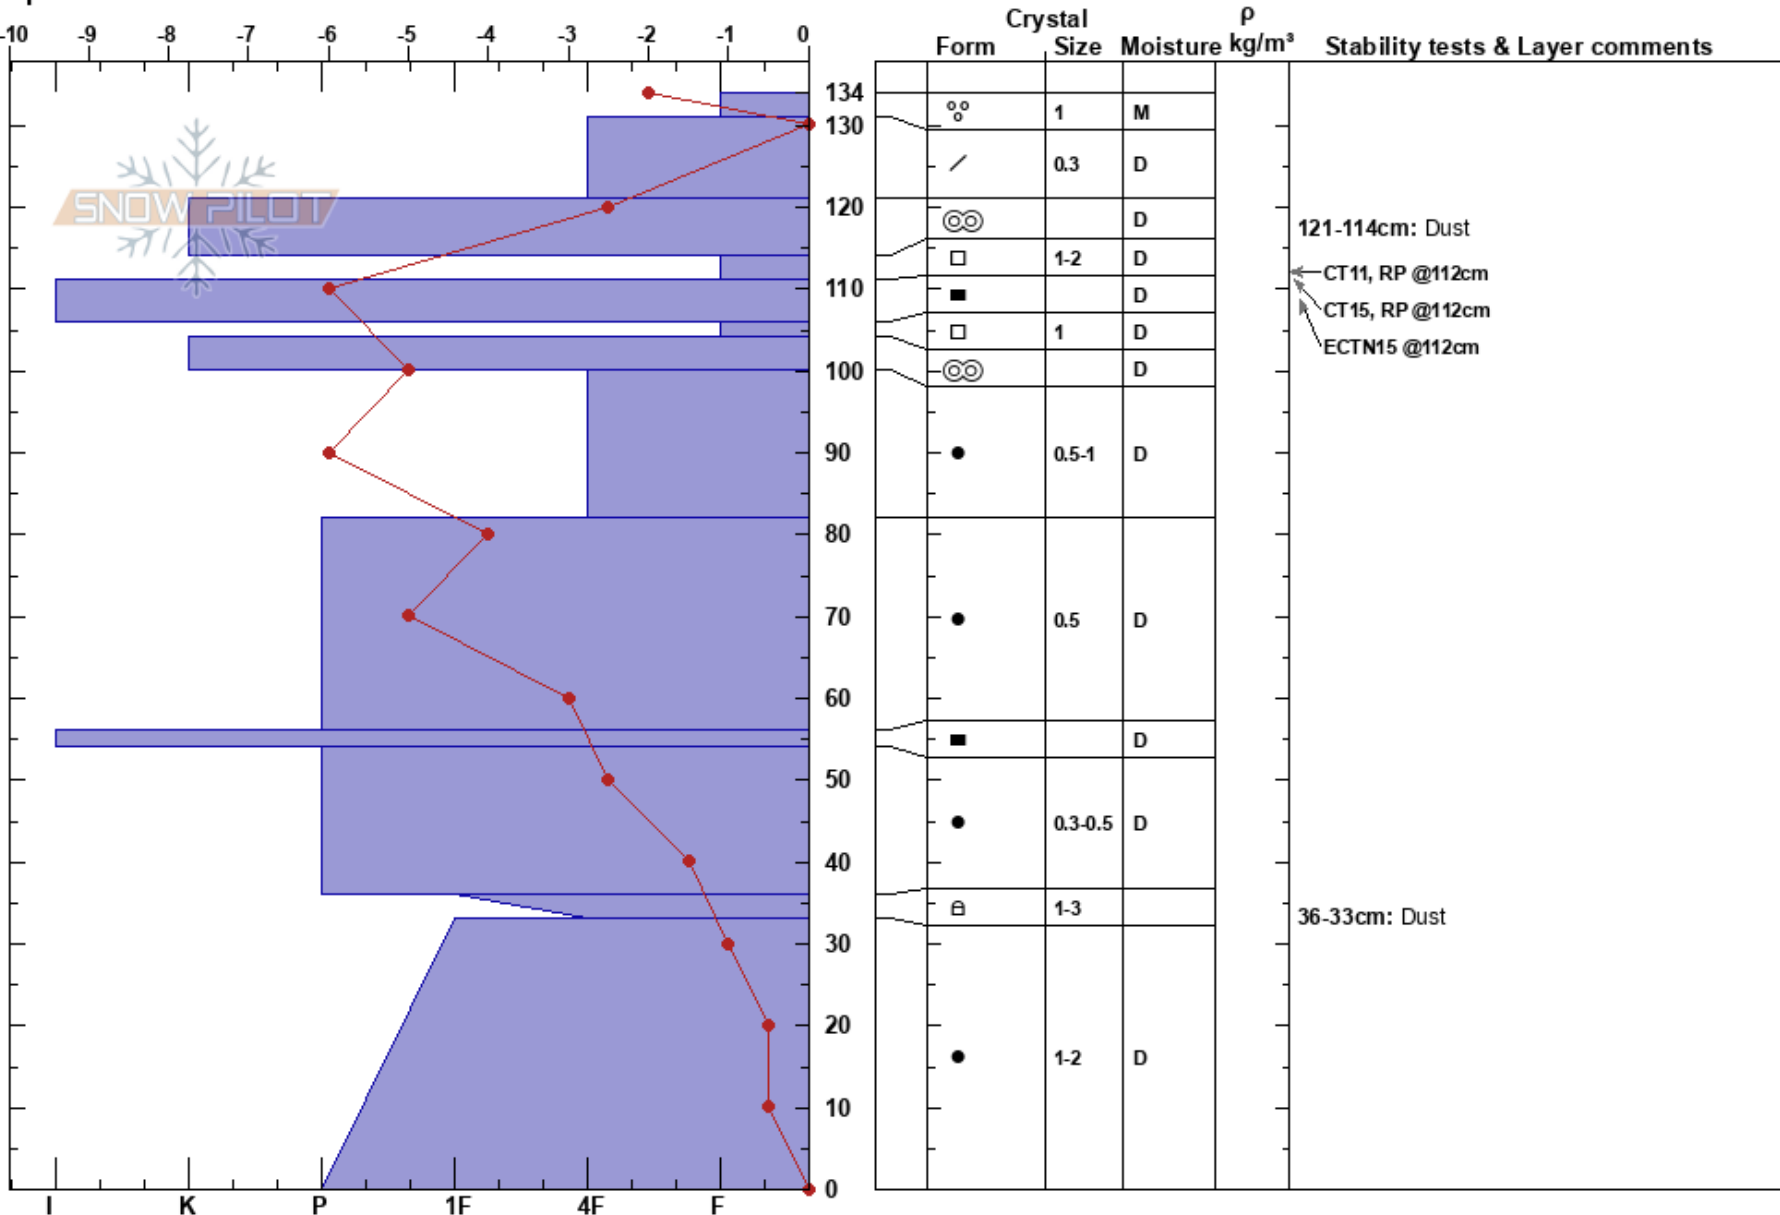 Crystal ρ
-10 -9 -8 -7 -6 -5 -4 -3 -2 -1 0 Form Size Moisture kg/m³ Stability tests & Layer comments
134
1 M
130
0.3 D
SNOW PILOT
120 D
121-114cm: Dust
1-2 D
CT11, RP @112cm
110 D
CT15, RP @112cm
1 D
ECTN15 @112cm
100 D
90 0.5-1 D
80
70 0.5 D
60
D
50
0.3-0.5 D
40
1-3
36-33cm: Dust
30
20
1-2 D
10
0
I K P 1F 4F F